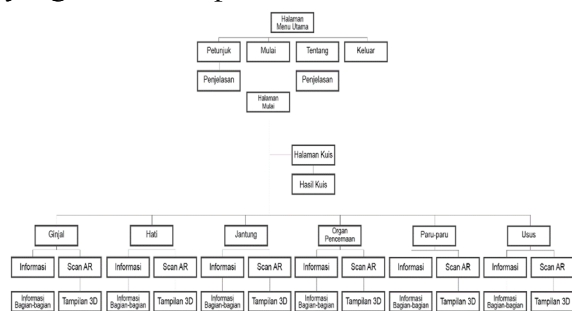 Halaman
Menu Utama
Petunjuk
Mulai
Tentang
Keluar
Penjelasan
Penjelasan
Halaman
Mulai
Halaman Kuis
Hasil Kuis
Ginjal
Hati
Jantung
Organ
Pencernaan
Paru-paru
Usus
Informasi
Scan AR
Informasi
Scan AR
Informasi
Scan AR
Informasi
Scan AR
Informasi
Scan AR
Informasi
Scan AR
Informasi
Bagian-bagian
Tampilan 3D
Informasi
Bagian-bagian
Tampilan 3D
Informasi
Bagian-bagian
Tampilan 3D
Informasi
Bagian-bagian
Tampilan 3D
Informasi
Bagian-bagian
Tampilan 3D
Informasi
Bagian-bagian
Tampilan 3D